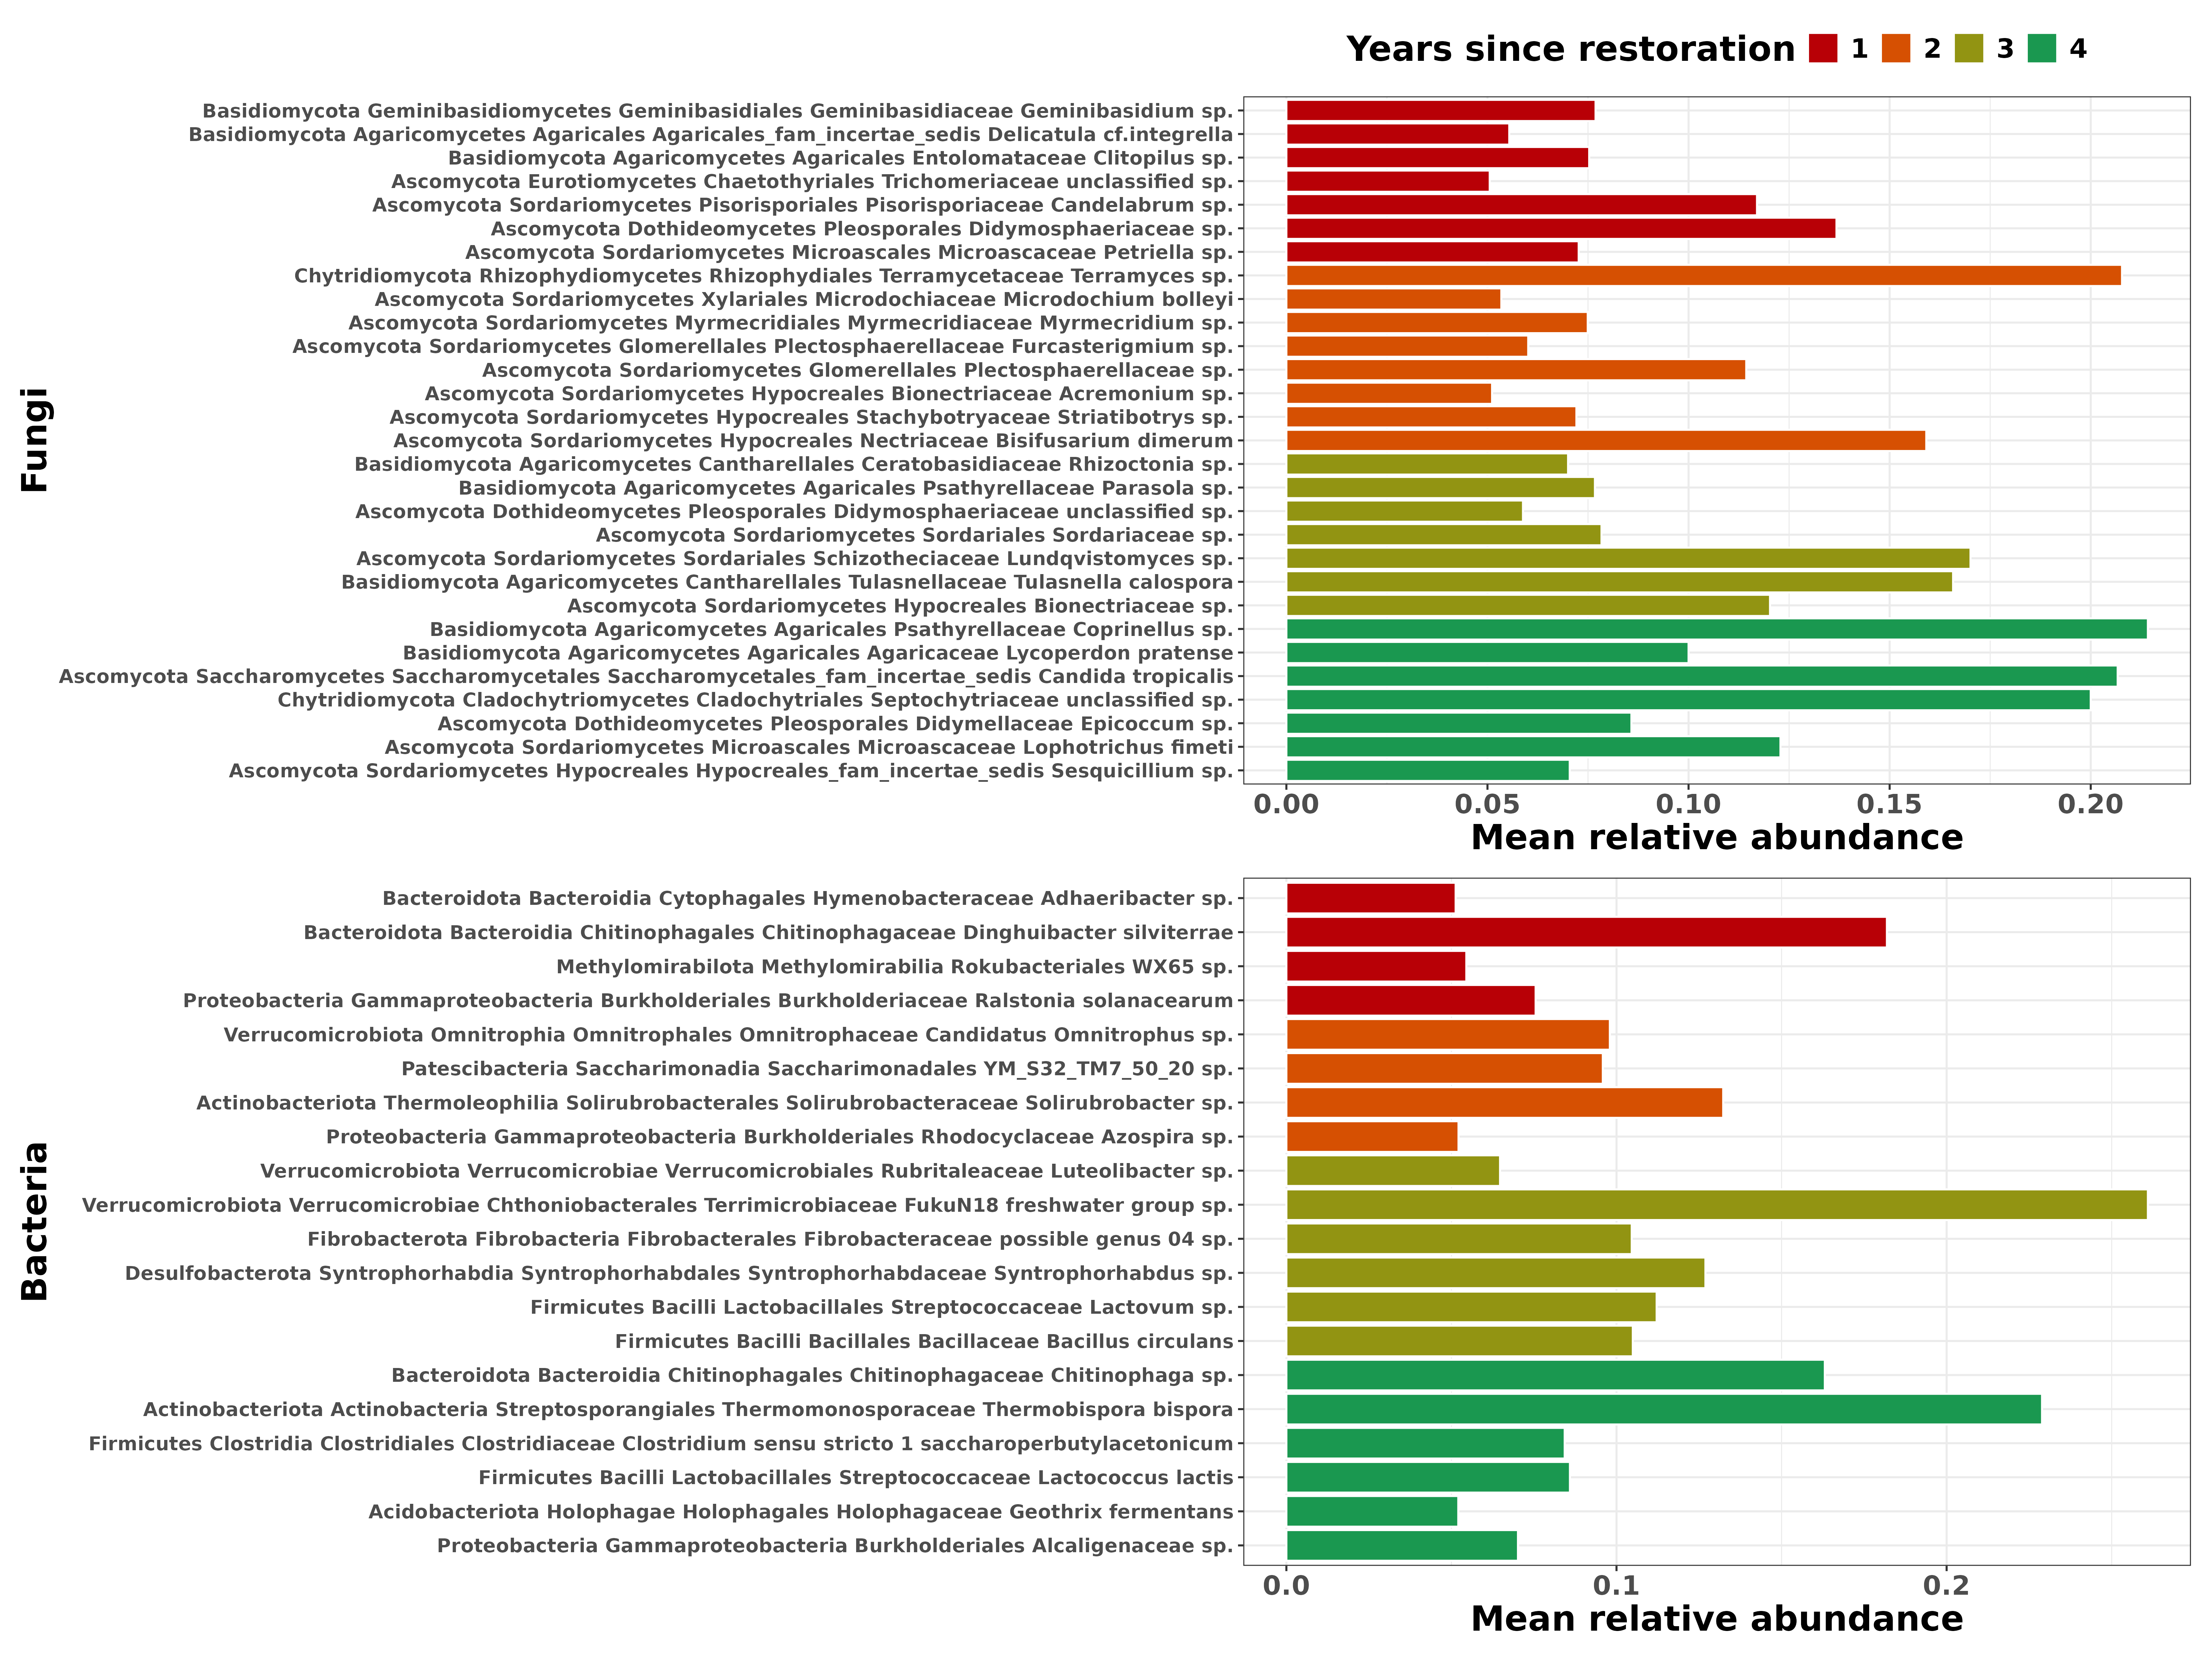 Years since restoration 1 2 3 4
Fungi
Basidiomycota Geminibasidiomycetes Geminibasidiales Geminibasidiaceae Geminibasidium sp.
Basidiomycota Agaricomycetes Agaricales Agaricales_fam_incertae_sedis Delicatula cf.integrella
Basidiomycota Agaricomycetes Agaricales Entolomataceae Clitopilus sp.
Ascomycota Eurotiomycetes Chaetothyriales Trichomeriaceae unclassified sp.
Ascomycota Sordariomycetes Pisorisporiales Pisorisporiaceae Candelabrum sp.
Ascomycota Dothideomycetes Pleosporales Didymosphaeriaceae sp.
Ascomycota Sordariomycetes Microascales Microascaceae Petriella sp.
Chytridiomycota Rhizophydiomycetes Rhizophydiales Terramycetaceae Terramyces sp.
Ascomycota Sordariomycetes Xylariales Microdochiaceae Microdochium bolleyi
Ascomycota Sordariomycetes Myrmecridiales Myrmecridiaceae Myrmecridium sp.
Ascomycota Sordariomycetes Glomerellales Plectosphaerellaceae Furcasterigmium sp.
Ascomycota Sordariomycetes Glomerellales Plectosphaerellaceae sp.
Ascomycota Sordariomycetes Hypocreales Bionectriaceae Acremonium sp.
Ascomycota Sordariomycetes Hypocreales Stachybotryaceae Striatibotrys sp.
Ascomycota Sordariomycetes Hypocreales Nectriaceae Bisifusarium dimerum
Basidiomycota Agaricomycetes Cantharellales Ceratobasidiaceae Rhizoctonia sp.
Basidiomycota Agaricomycetes Agaricales Psathyrellaceae Parasola sp.
Ascomycota Dothideomycetes Pleosporales Didymosphaeriaceae unclassified sp.
Ascomycota Sordariomycetes Sordariales Sordariaceae sp.
Ascomycota Sordariomycetes Sordariales Schizotheciaceae Lundqvistomyces sp.
Basidiomycota Agaricomycetes Cantharellales Tulasnellaceae Tulasnella calospora
Ascomycota Sordariomycetes Hypocreales Bionectriaceae sp.
Basidiomycota Agaricomycetes Agaricales Psathyrellaceae Coprinellus sp.
Basidiomycota Agaricomycetes Agaricales Agaricaceae Lycoperdon pratense
Ascomycota Saccharomycetes Saccharomycetales Saccharomycetales_fam_incertae_sedis Candida tropicalis
Chytridiomycota Cladochytriomycetes Cladochytriales Septochytriaceae unclassified sp.
Ascomycota Dothideomycetes Pleosporales Didymellaceae Epicoccum sp.
Ascomycota Sordariomycetes Microascales Microascaceae Lophotrichus fimeti
Ascomycota Sordariomycetes Hypocreales Hypocreales_fam_incertae_sedis Sesquicillium sp.
0.00 0.05 0.10 0.15 0.20
Mean relative abundance
Bacteria
Bacteroidota Bacteroidia Cytophagales Hymenobacteraceae Adhaeribacter sp.
Bacteroidota Bacteroidia Chitinophagales Chitinophagaceae Dinghuibacter silviterrae
Methylomirabilota Methylomirabilia Rokubacteriales WX65 sp.
Proteobacteria Gammaproteobacteria Burkholderiales Burkholderiaceae Ralstonia solanacearum
Verrucomicrobiota Omnitrophia Omnitrophales Omnitrophaceae Candidatus Omnitrophus sp.
Patescibacteria Saccharimonadia Saccharimonadales YM_S32_TM7_50_20 sp.
Actinobacteriota Thermoleophilia Solirubrobacterales Solirubrobacteraceae Solirubrobacter sp.
Proteobacteria Gammaproteobacteria Burkholderiales Rhodocyclaceae Azospira sp.
Verrucomicrobiota Verrucomicrobiae Verrucomicrobiales Rubritaleaceae Luteolibacter sp.
Verrucomicrobiota Verrucomicrobiae Chthoniobacterales Terrimicrobiaceae FukuN18 freshwater group sp.
Fibrobacterota Fibrobacteria Fibrobacterales Fibrobacteraceae possible genus 04 sp.
Desulfobacterota Syntrophorhabdia Syntrophorhabdales Syntrophorhabdaceae Syntrophorhabdus sp.
Firmicutes Bacilli Lactobacillales Streptococcaceae Lactovum sp.
Firmicutes Bacilli Bacillales Bacillaceae Bacillus circulans
Bacteroidota Bacteroidia Chitinophagales Chitinophagaceae Chitinophaga sp.
Actinobacteriota Actinobacteria Streptosporangiales Thermomonosporaceae Thermobispora bispora
Firmicutes Clostridia Clostridiales Clostridiaceae Clostridium sensu stricto 1 saccharoperbutylacetonicum
Firmicutes Bacilli Lactobacillales Streptococcaceae Lactococcus lactis
Acidobacteriota Holophagae Holophagales Holophagaceae Geothrix fermentans
Proteobacteria Gammaproteobacteria Burkholderiales Alcaligenaceae sp.
0.0 0.1 0.2
Mean relative abundance